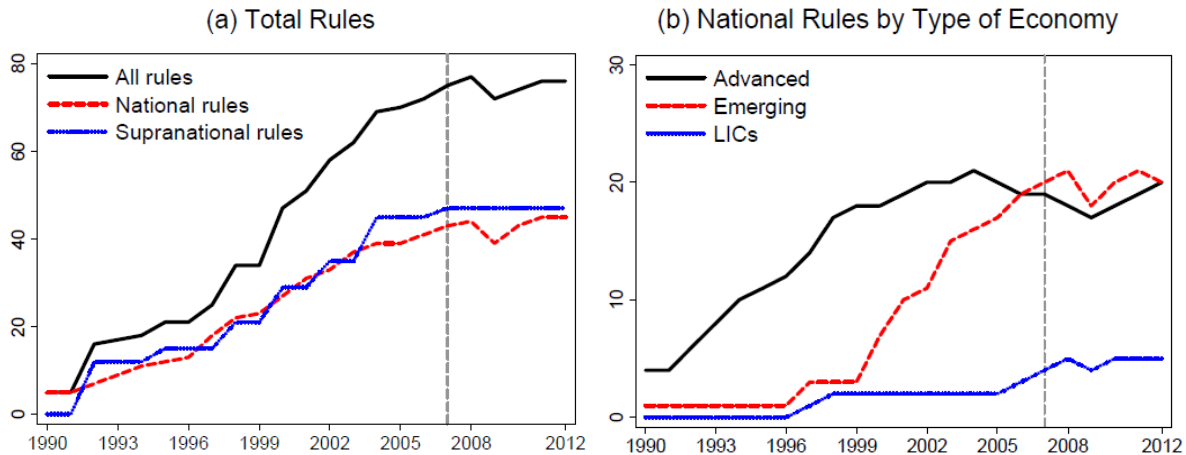 (a) Total Rules
All rules
National rules
Supranational rules
80
60
40
20
0
1990 1993 1996 1999 2002 2005 2008 2012
(b) National Rules by Type of Economy
Advanced
Emerging
LICs
30
20
10
0
1990 1993 1996 1999 2002 2005 2008 2012